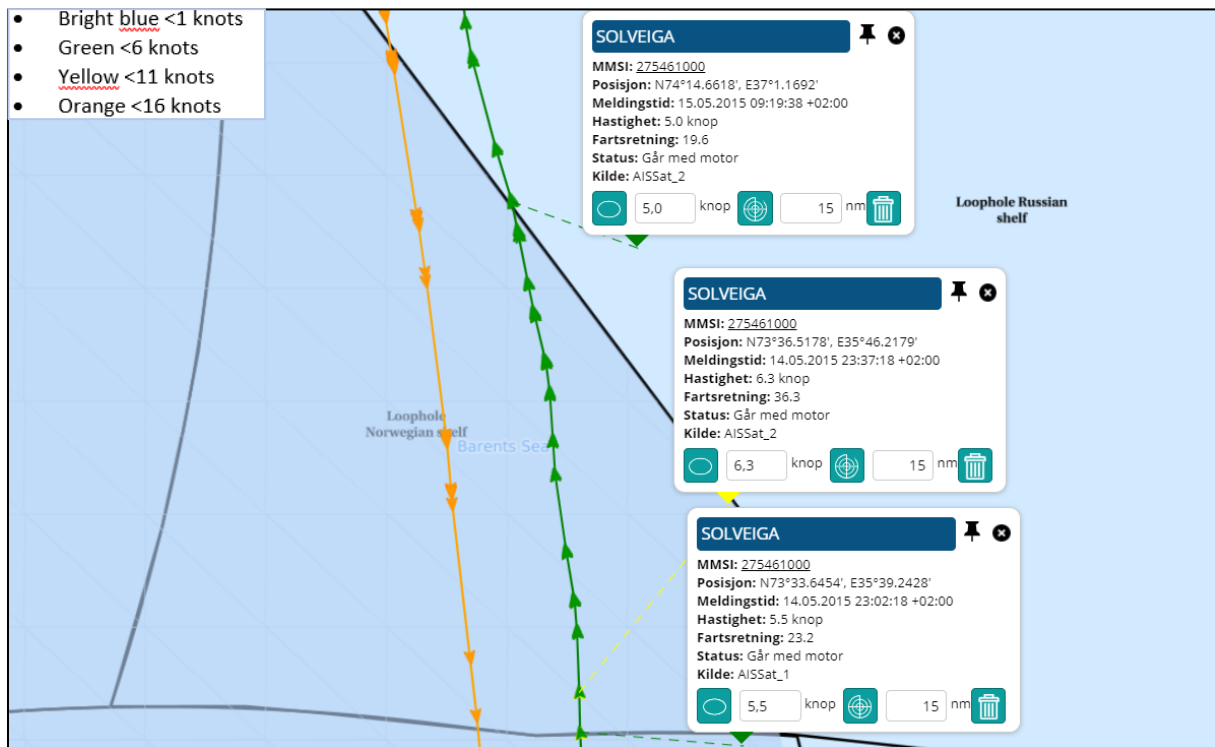 • Bright blue <1 knots
• Green <6 knots
• Yellow <11 knots
• Orange <16 knots
SOLVEIGA
MMSI: 275461000
Posisjon: N74°14.6618', E37°1.1692'
Meldingstid: 15.05.2015 09:19:38 +02:00
Hastighet: 5.0 knop
Fartsretning: 19.6
Status: Går med motor
Kilde: AISSat_2
5,0 knop 15 nm
Loophole Russian
shelf
SOLVEIGA
MMSI: 275461000
Posisjon: N73°36.5178', E35°46.2179'
Meldingstid: 14.05.2015 23:37:18 +02:00
Hastighet: 6.3 knop
Fartsretning: 36.3
Status: Går med motor
Kilde: AISSat_2
6,3 knop 15 nm
Loophole
Norwegian shelf
Barents Sea
SOLVEIGA
MMSI: 275461000
Posisjon: N73°33.6454', E35°39.2428'
Meldingstid: 14.05.2015 23:02:18 +02:00
Hastighet: 5.5 knop
Fartsretning: 23.2
Status: Går med motor
Kilde: AISSat_1
5,5 knop 15 nm